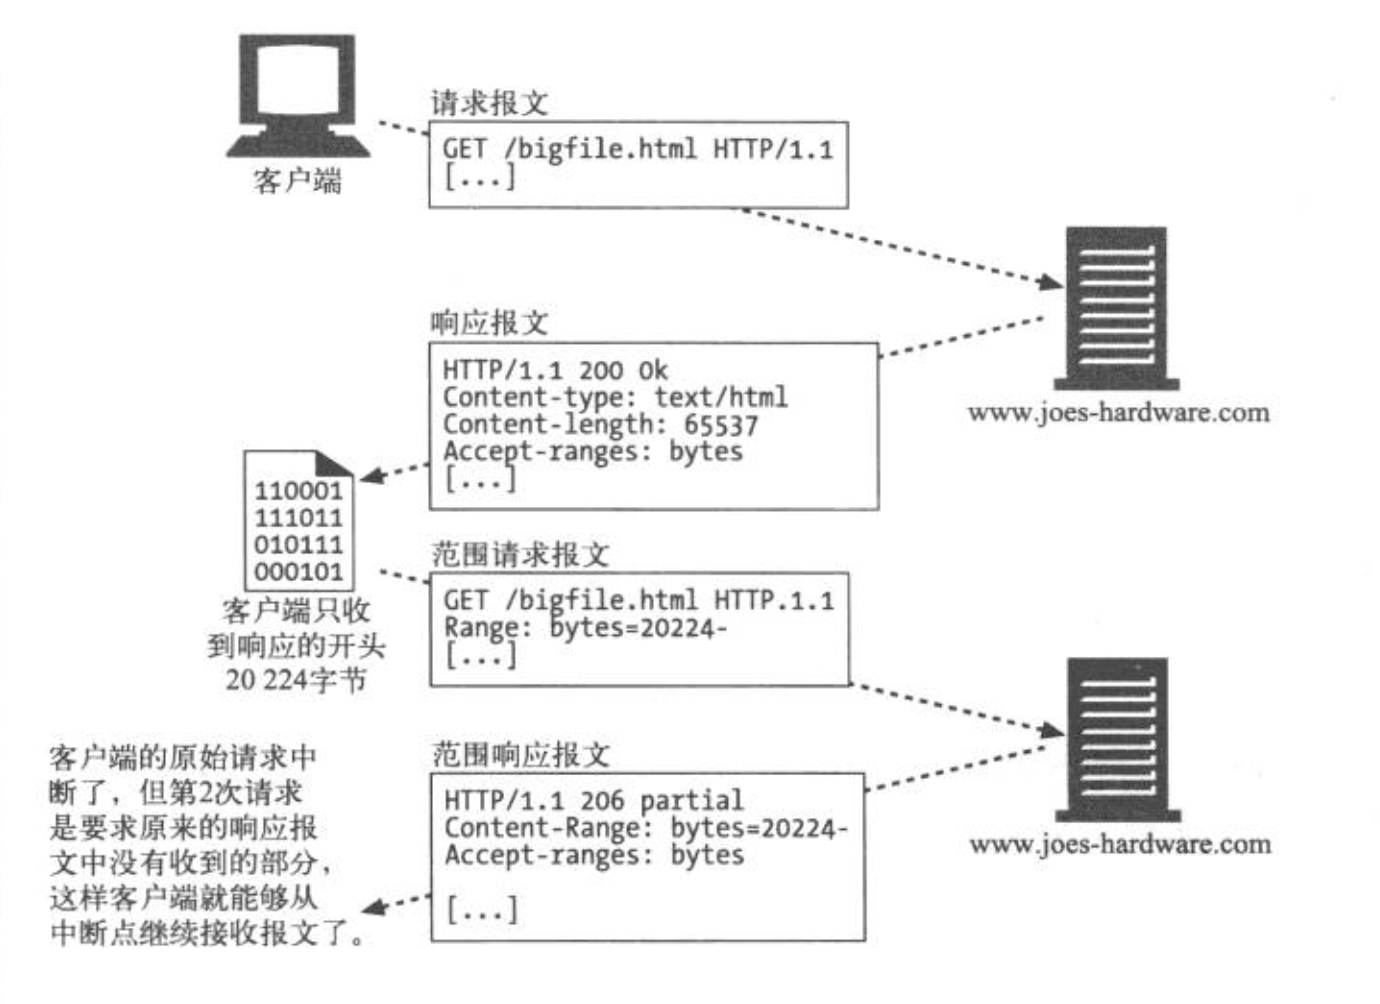 请求报文
GET /bigfile.html HTTP/1.1
[...]
客户端
响应报文
HTTP/1.1 200 Ok
Content-type: text/html
Content-length: 65537
Accept-ranges: bytes
[...]
www.joes-hardware.com
110001
111011
010111
000101
客户端只收
到响应的开头
20 224字节
范围请求报文
GET /bigfile.html HTTP.1.1
Range: bytes=20224-
[...]
范围响应报文
HTTP/1.1 206 partial
Content-Range: bytes=20224-
Accept-ranges: bytes
[...]
www.joes-hardware.com
客户端的原始请求中
断了，但第2次请求
是要求原来的响应报
文中没有收到的部分，
这样客户端就能够从
中断点继续接收报文了。